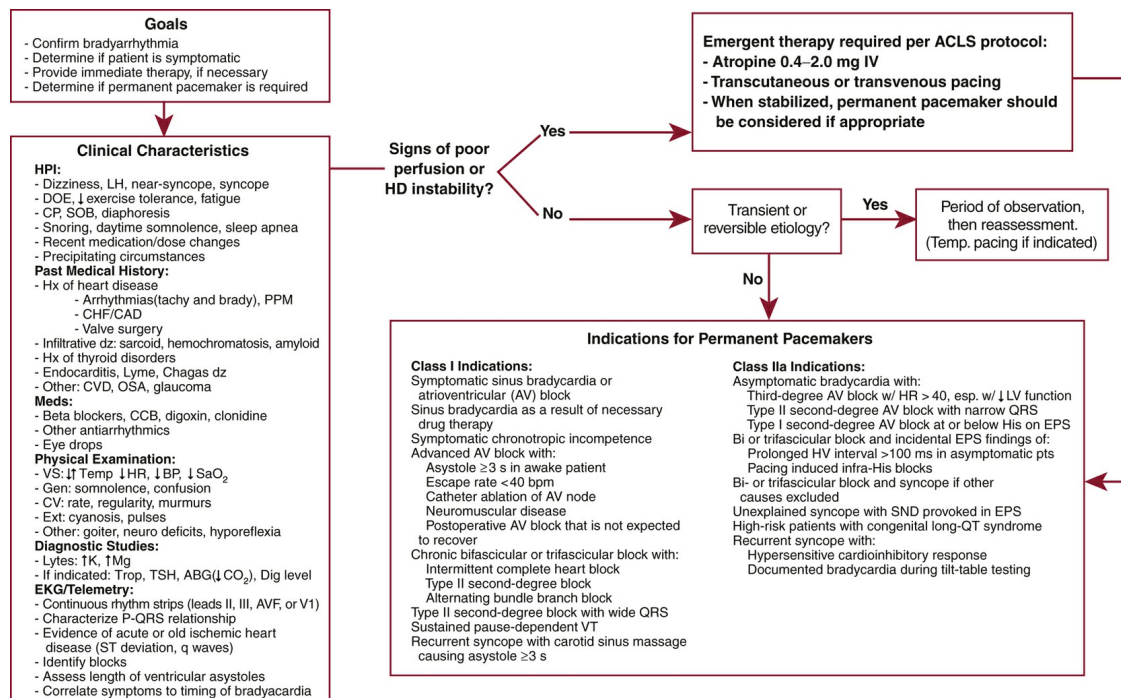 Goals
- Confirm bradyarrhythmia
- Determine if patient is symptomatic
- Provide immediate therapy, if necessary
- Determine if permanent pacemaker is required
Clinical Characteristics
HPI:
- Dizziness, LH, near-syncope, syncope
- DOE, ↓exercise tolerance, fatigue
- CP, SOB, diaphoresis
- Snoring, daytime somnolence, sleep apnea
- Recent medication/dose changes
- Precipitating circumstances
Past Medical History:
- Hx of heart disease
- Arrhythmias(tachy and brady), PPM
- CHF/CAD
- Valve surgery
- Infiltrative dz: sarcoid, hemochromatosis, amyloid
- Hx of thyroid disorders
- Endocarditis, Lyme, Chagas dz
- Other: CVD, OSA, glaucoma
Meds:
- Beta blockers, CCB, digoxin, clonidine
- Other antiarrhythmics
- Eye drops
Physical Examination:
- VS:↓↑ Temp ↓HR, ↓BP, ↓SaO2
- Gen: somnolence, confusion
- CV: rate, regularity, murmurs
- Ext: cyanosis, pulses
- Other: goiter, neuro deficits, hyporeflexia
Diagnostic Studies:
- Lytes: ↑K, ↑Mg
- If indicated: Trop, TSH, ABG(↓CO2), Dig level
EKG/Telemetry:
- Continuous rhythm strips (leads II, III, AVF, or V1)
- Characterize P-QRS relationship
- Evidence of acute or old ischemic heart
disease (ST deviation, q waves)
- Identify blocks
- Assess length of ventricular asystoles
- Correlate symptoms to timing of bradyacardia
Signs of poor
perfusion or
HD instability?
Yes
Emergent therapy required per ACLS protocol:
- Atropine 0.4–2.0 mg IV
- Transcutaneous or transvenous pacing
- When stabilized, permanent pacemaker should
be considered if appropriate
No
Transient or
reversible etiology?
Yes
Period of observation,
then reassessment.
(Temp. pacing if indicated)
No
Indications for Permanent Pacemakers
Class I Indications:
Symptomatic sinus bradycardia or
atrioventricular (AV) block
Sinus bradycardia as a result of necessary
drug therapy
Symptomatic chronotropic incompetence
Advanced AV block with:
Asystole ≥3 s in awake patient
Escape rate <40 bpm
Catheter ablation of AV node
Neuromuscular disease
Postoperative AV block that is not expected
to recover
Chronic bifascicular or trifascicular block with:
Intermittent complete heart block
Type II second-degree block
Alternating bundle branch block
Type II second-degree block with wide QRS
Sustained pause-dependent VT
Recurrent syncope with carotid sinus massage
causing asystole ≥3 s
Class IIa Indications:
Asymptomatic bradycardia with:
Third-degree AV block w/ HR > 40, esp. w/↓LV function
Type II second-degree AV block with narrow QRS
Type I second-degree AV block at or below His on EPS
Bi or trifascicular block and incidental EPS findings of:
Prolonged HV interval >100 ms in asymptomatic pts
Pacing induced infra-His blocks
Bi- or trifascicular block and syncope if other
causes excluded
Unexplained syncope with SND provoked in EPS
High-risk patients with congenital long-QT syndrome
Recurrent syncope with:
Hypersensitive cardioinhibitory response
Documented bradycardia during tilt-table testing